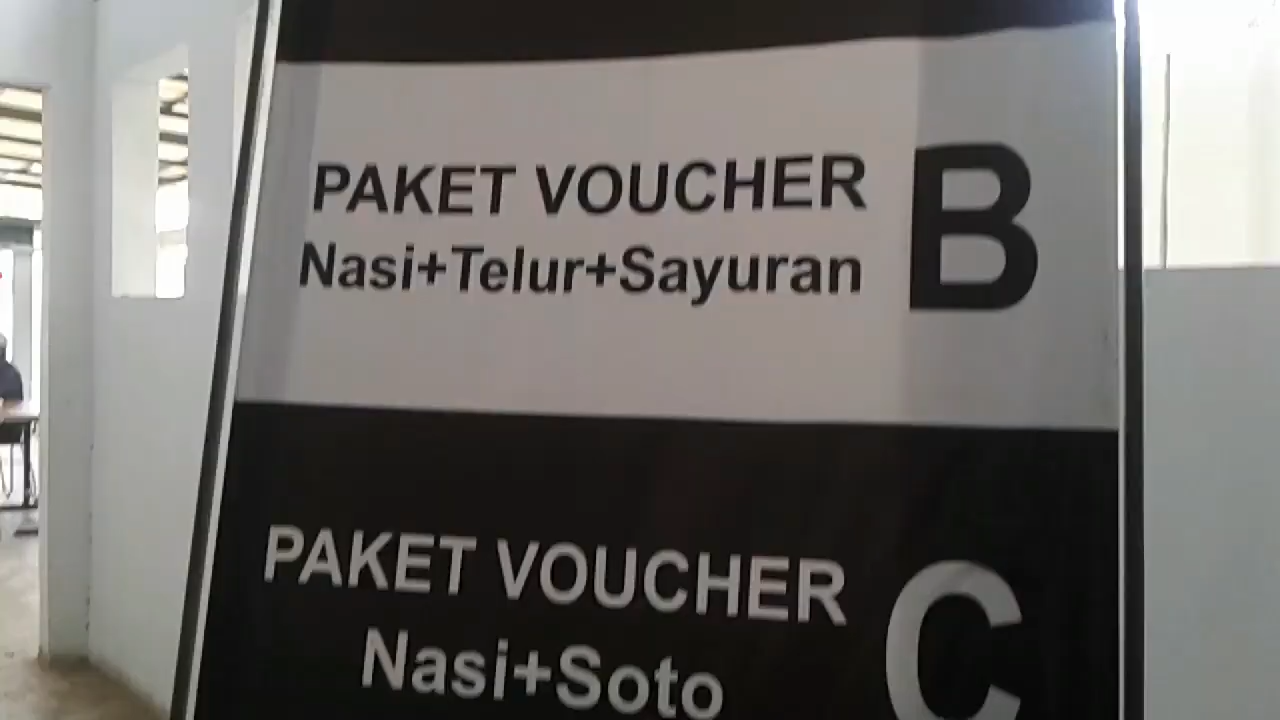 PAKET VOUCHER B
Nasi+Telur+Sayuran
PAKET VOUCHER C
Nasi+Soto